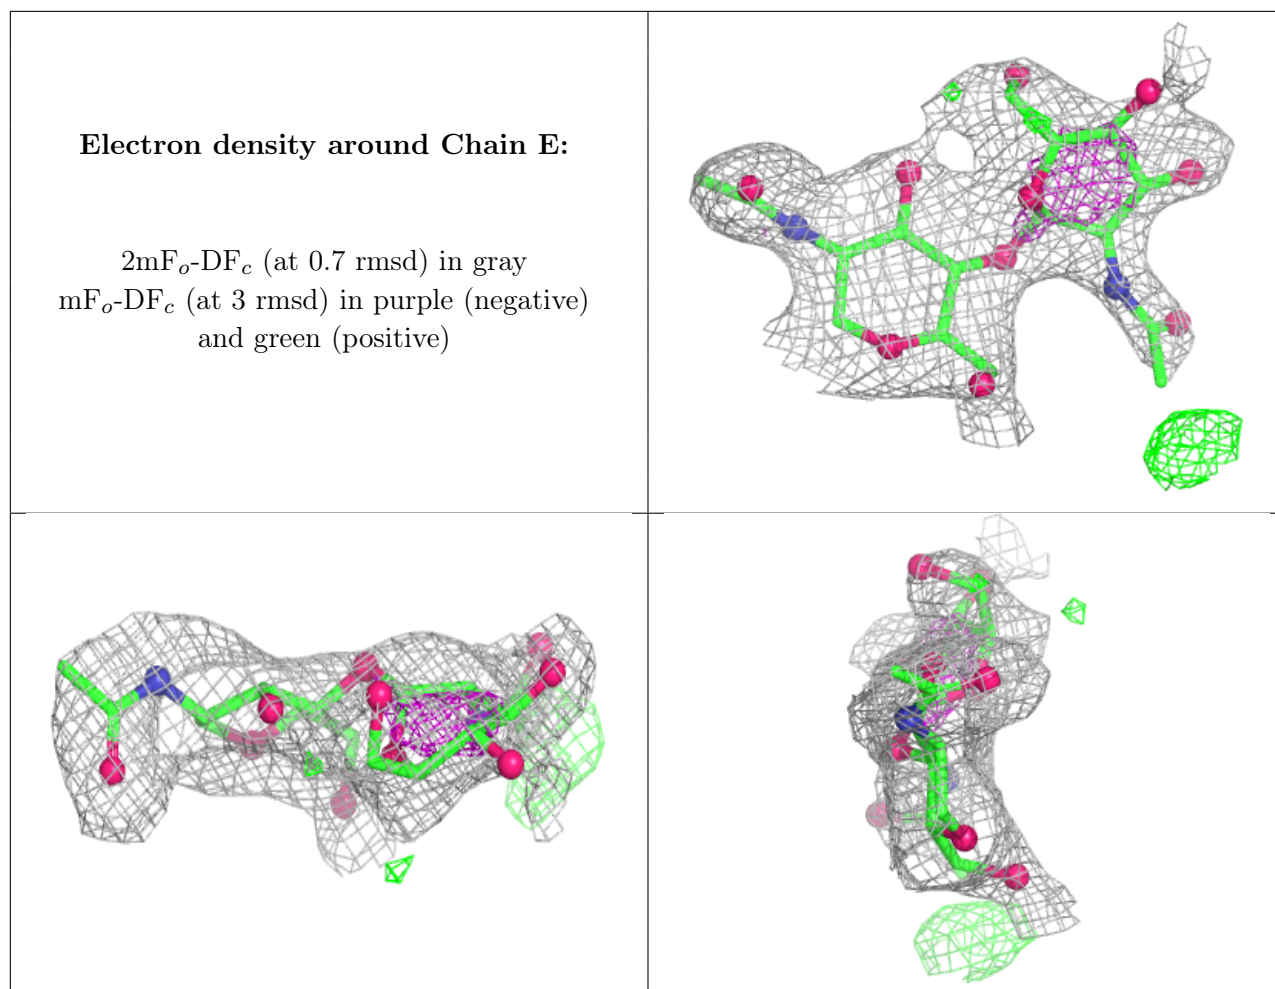 Electron density around Chain E:
2mFₒ-DF𝒸 (at 0.7 rmsd) in gray
mFₒ-DF𝒸 (at 3 rmsd) in purple (negative)
and green (positive)